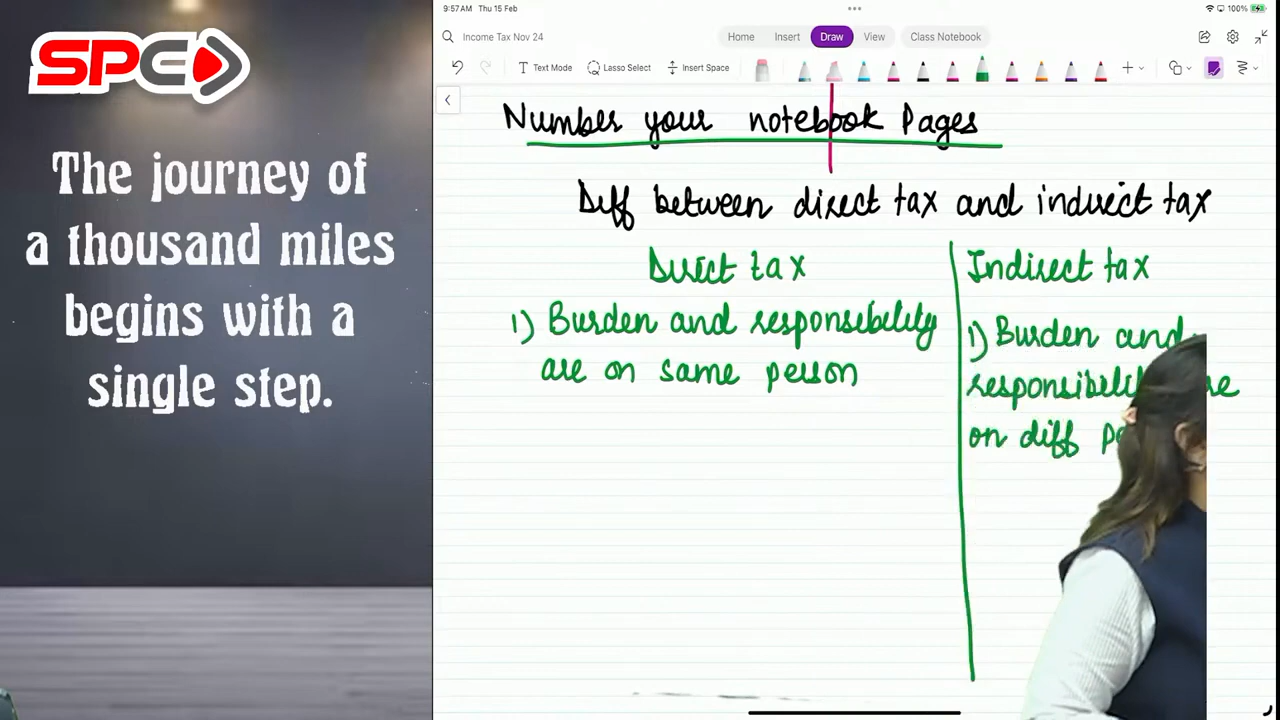 SPED
The journey of
a thousand miles
begins with a
single step.
9:57 AM Thu 15 Feb
100%
Income Tax Nov 24
Home Insert Draw View Class Notebook
Text Mode Lasso Select Insert Space
Number your notebook Pages
Diff between direct tax and indirect tax
Direct tax
1) Burden and responsibility
are on same person
Indirect tax
1) Burden and
on diff